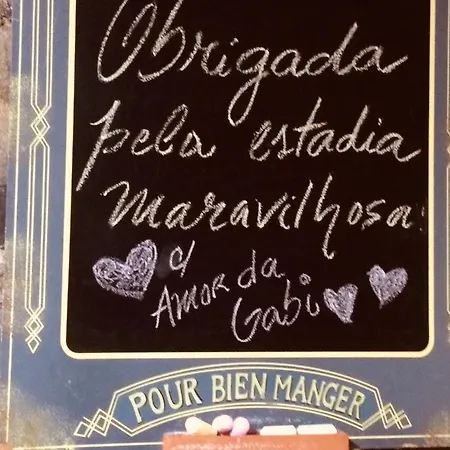 Obrigada
pela estadia
maravilhosa!
c/
Amor da
Gabi
POUR BIEN MANGER